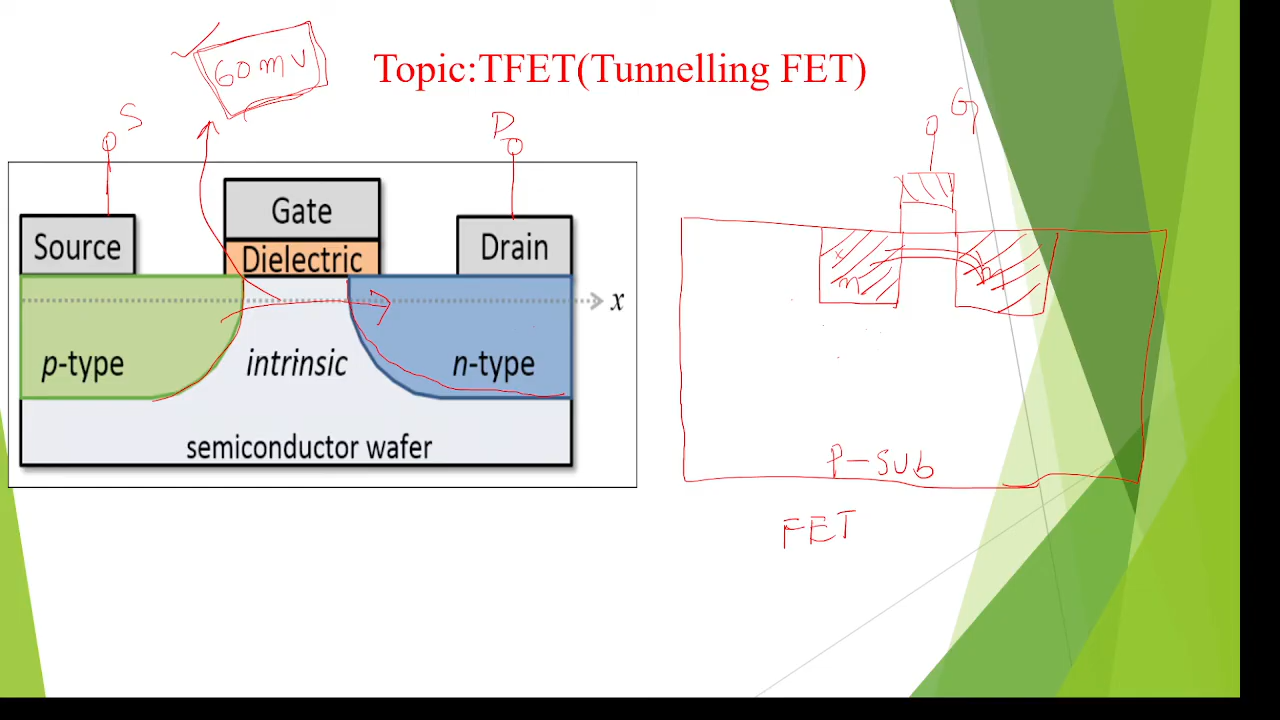 60mV
Topic:TFET(Tunnelling FET)
S
D
G
Gate
Source
Dielectric
Drain
x
n
n
p-type
intrinsic
n-type
semiconductor wafer
P-Sub
FET